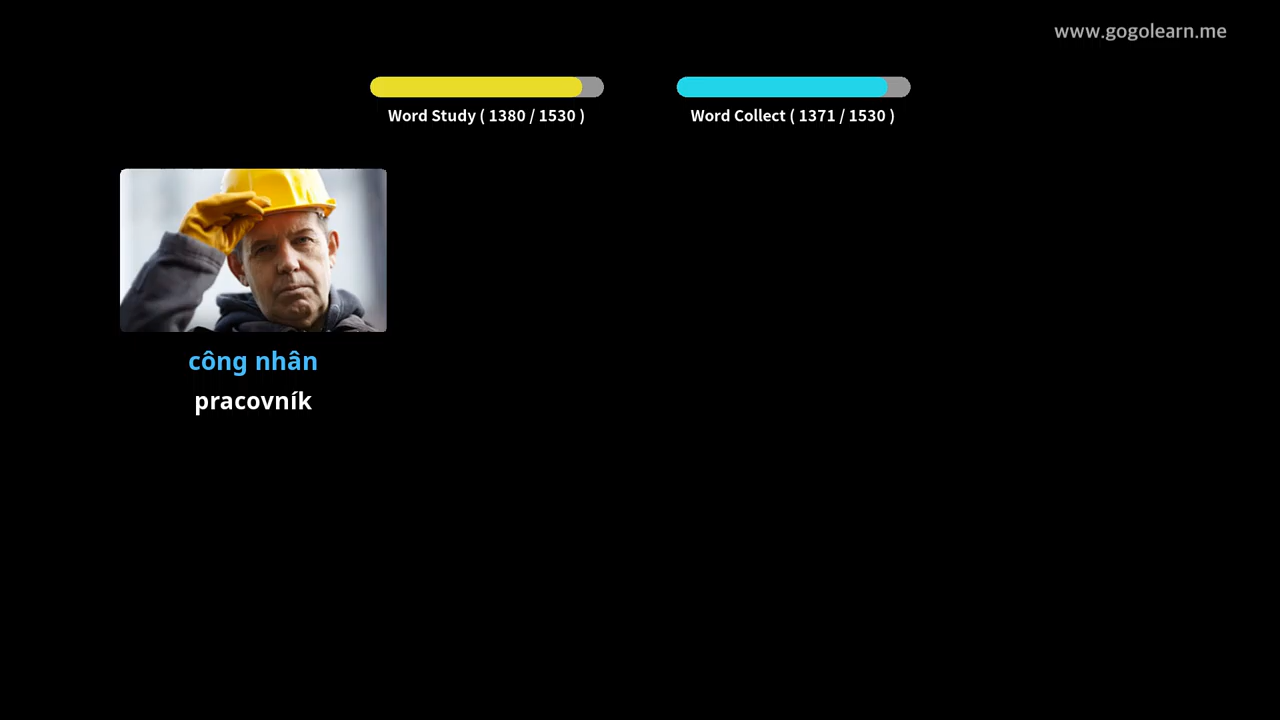 www.gogolearn.me
Word Study ( 1380 / 1530 )
Word Collect ( 1371 / 1530 )
công nhân
pracovník